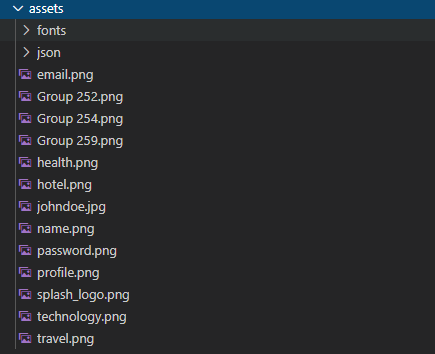 assets
fonts
json
email.png
Group 252.png
Group 254.png
Group 259.png
health.png
hotel.png
johndoe.jpg
name.png
password.png
profile.png
splash_logo.png
technology.png
travel.png